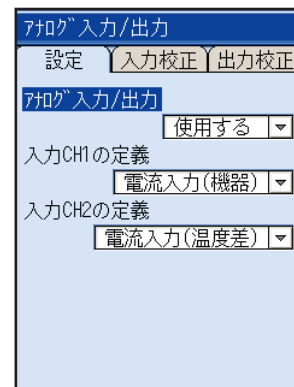 ｱﾅﾛｸﾞ入力/出力
設定 入力校正 出力校正
ｱﾅﾛｸﾞ入力/出力
使用する
入力CH1の定義
電流入力(機器)
入力CH2の定義
電流入力(温度差)